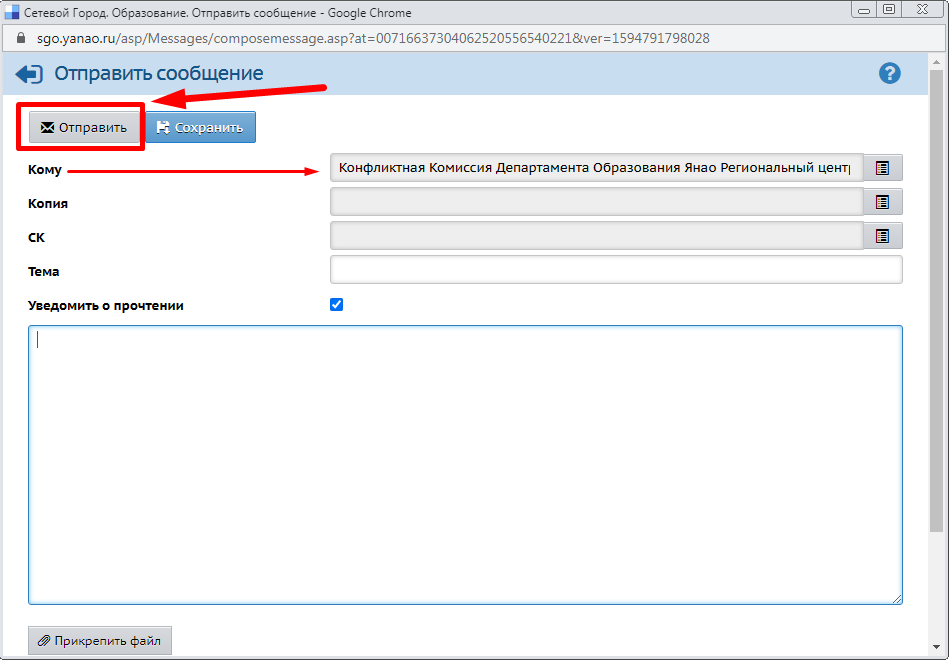 Сетевой Город. Образование. Отправить сообщение - Google Chrome
sgo.yanao.ru/asp/Messages/composemessage.asp?at=00716637304062520556540221&ver=1594791798028
Отправить сообщение ?
Отправить Сохранить
Кому Конфликтная Комиссия Департамента Образования Янао Региональный центр
Копия
СК
Тема
Уведомить о прочтении
Прикрепить файл